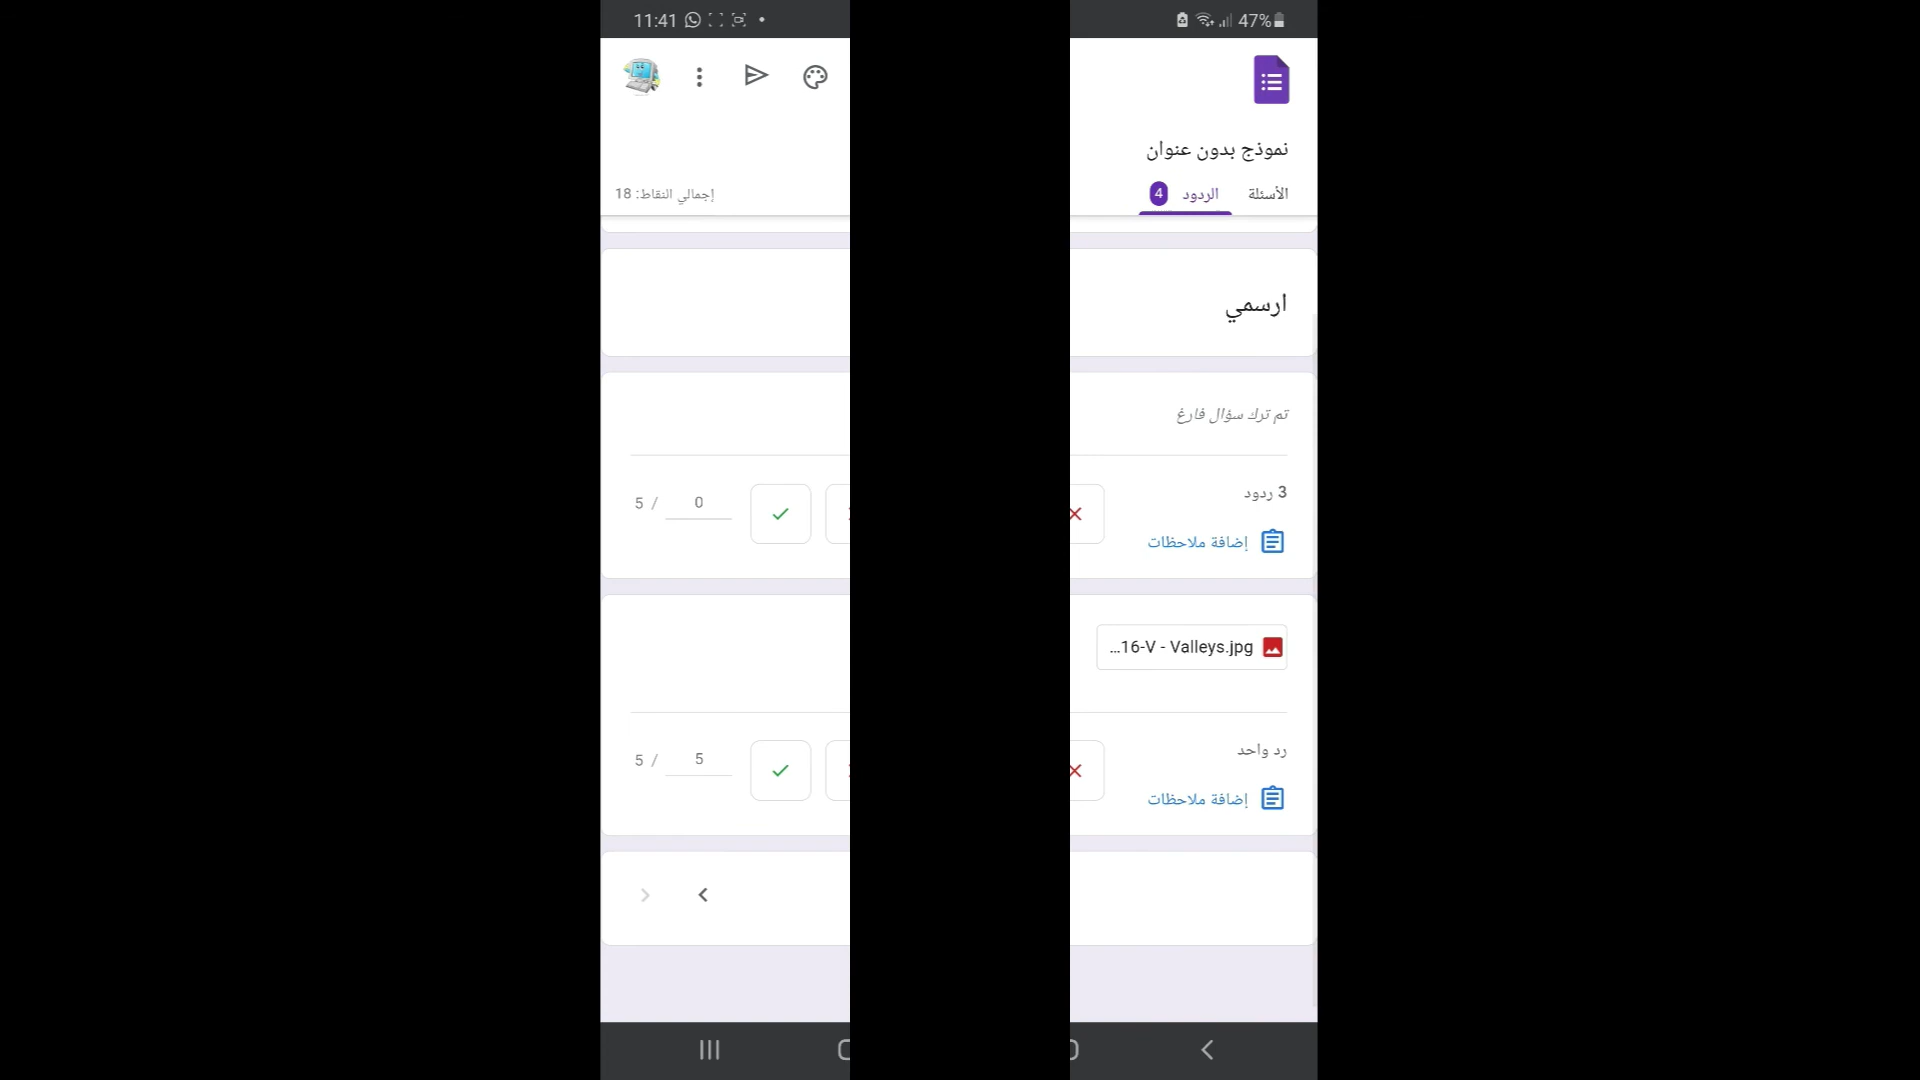 11:41
47%
نموذج بدون عنوان
الأسئلة
الردود 4
إجمالي النقاط: 18
ارسمي
تم ترك سؤال فارغ
3 ردود
0 / 5
إضافة ملاحظات
...16-V - Valleys.jpg
رد واحد
5 / 5
إضافة ملاحظات